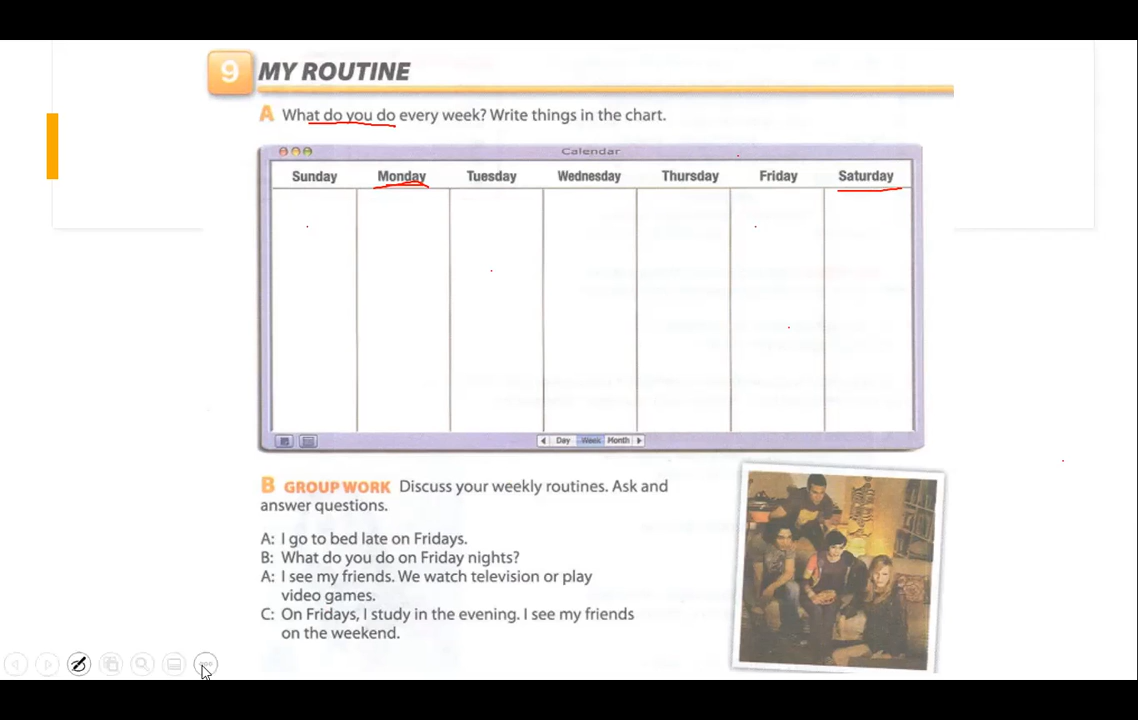 9 MY ROUTINE
A What do you do every week? Write things in the chart.
Calendar
Sunday Monday Tuesday Wednesday Thursday Friday Saturday
Day Week Month
B GROUP WORK Discuss your weekly routines. Ask and
answer questions.
A: I go to bed late on Fridays.
B: What do you do on Friday nights?
A: I see my friends. We watch television or play
video games.
C: On Fridays, I study in the evening. I see my friends
on the weekend.